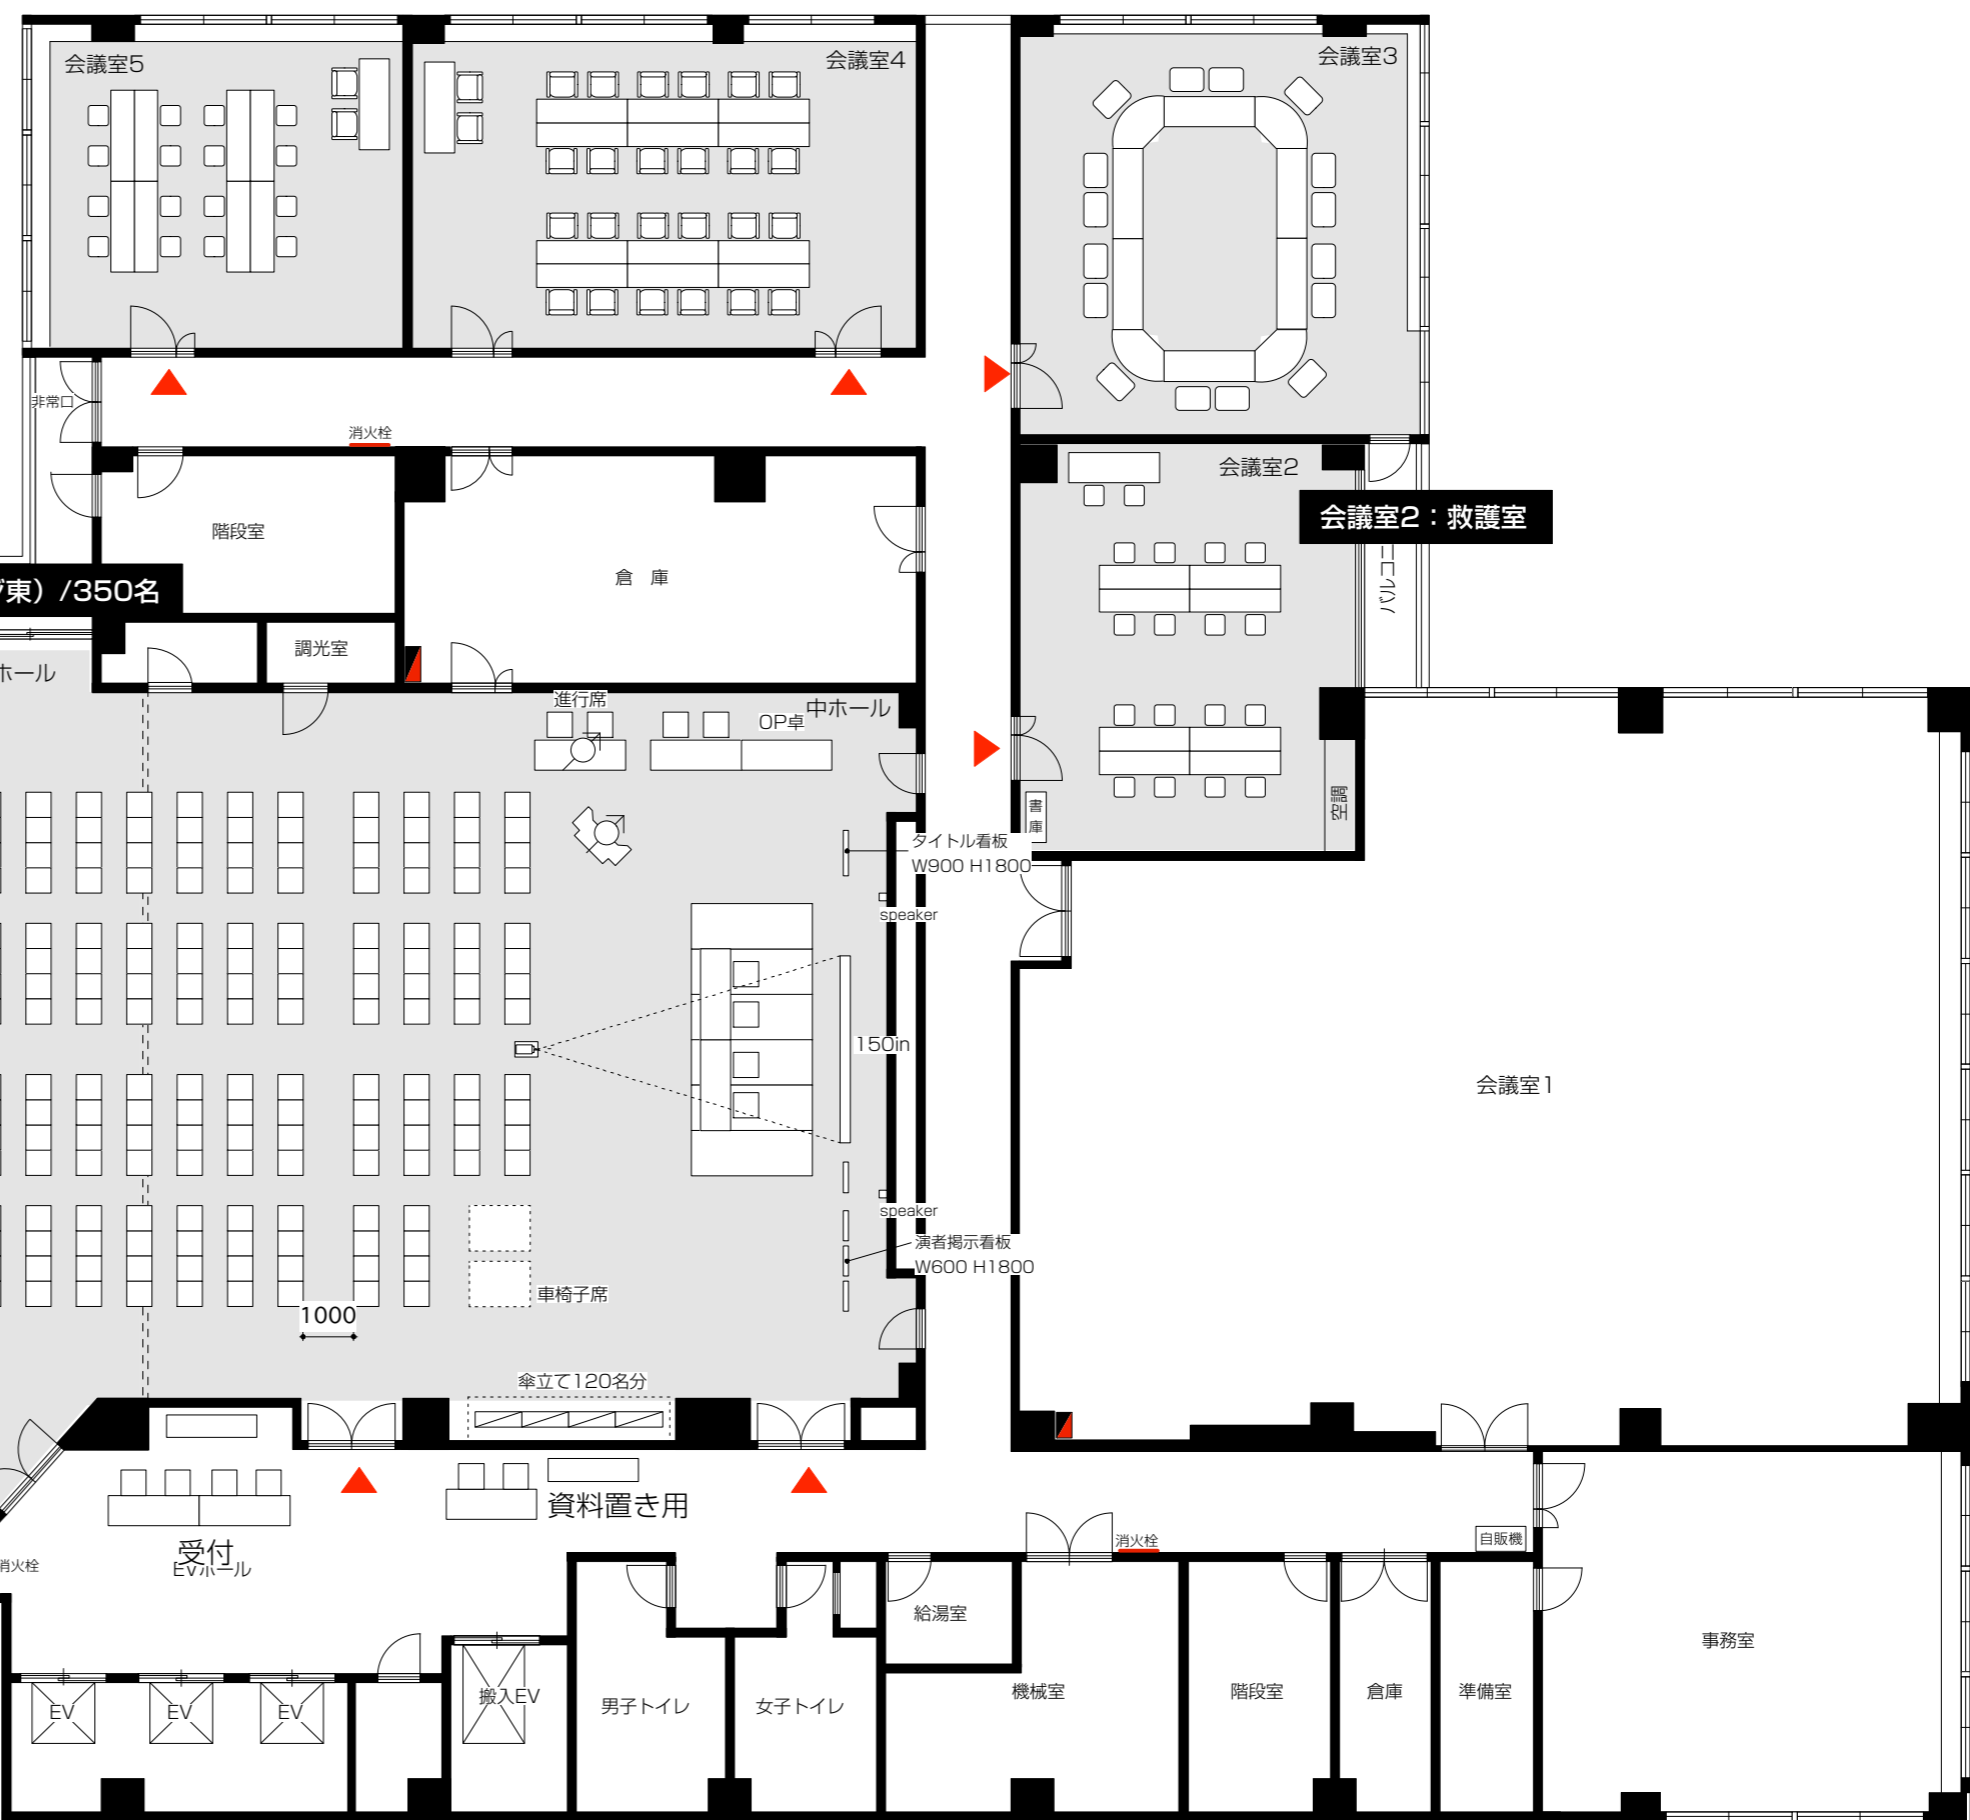 会議室5
会議室4
会議室3
非常口
消火栓
会議室2
会議室2：救護室
階段室
倉 庫
バルコニ
東）/350名
調光室
ホール
進行席
OP卓
中ホール
書庫
空調
タイトル看板
W900 H1800
speaker
150in
会議室1
speaker
演者掲示看板
W600 H1800
車椅子席
1000
傘立て120名分
資料置き用
受付
EVホール
消火栓
消火栓
自販機
給湯室
事務室
EV
EV
EV
搬入EV
男子トイレ
女子トイレ
機械室
階段室
倉庫
準備室